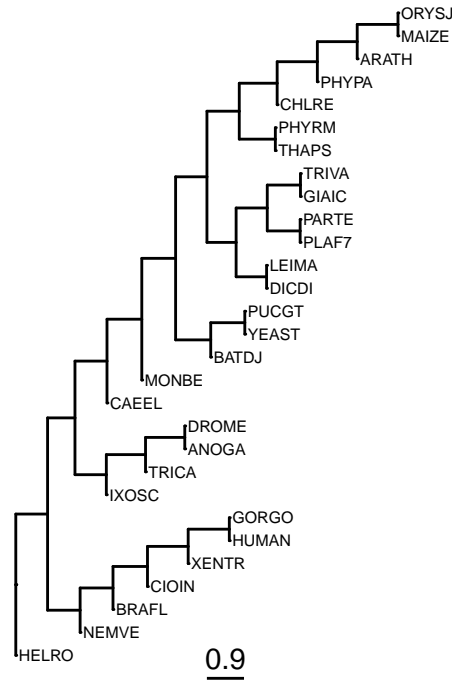 ORYSJ
MAIZE
ARATH
PHYPA
CHLRE
PHYRM
THAPS
TRIVA
GIAIC
PARTE
PLAF7
LEIMA
DICDI
PUCGT
YEAST
BATDJ
MONBE
CAEEL
DROME
ANOGA
TRICA
IXOSC
GORGO
HUMAN
XENTR
CIOIN
BRAFL
NEMVE
HELRO
0.9